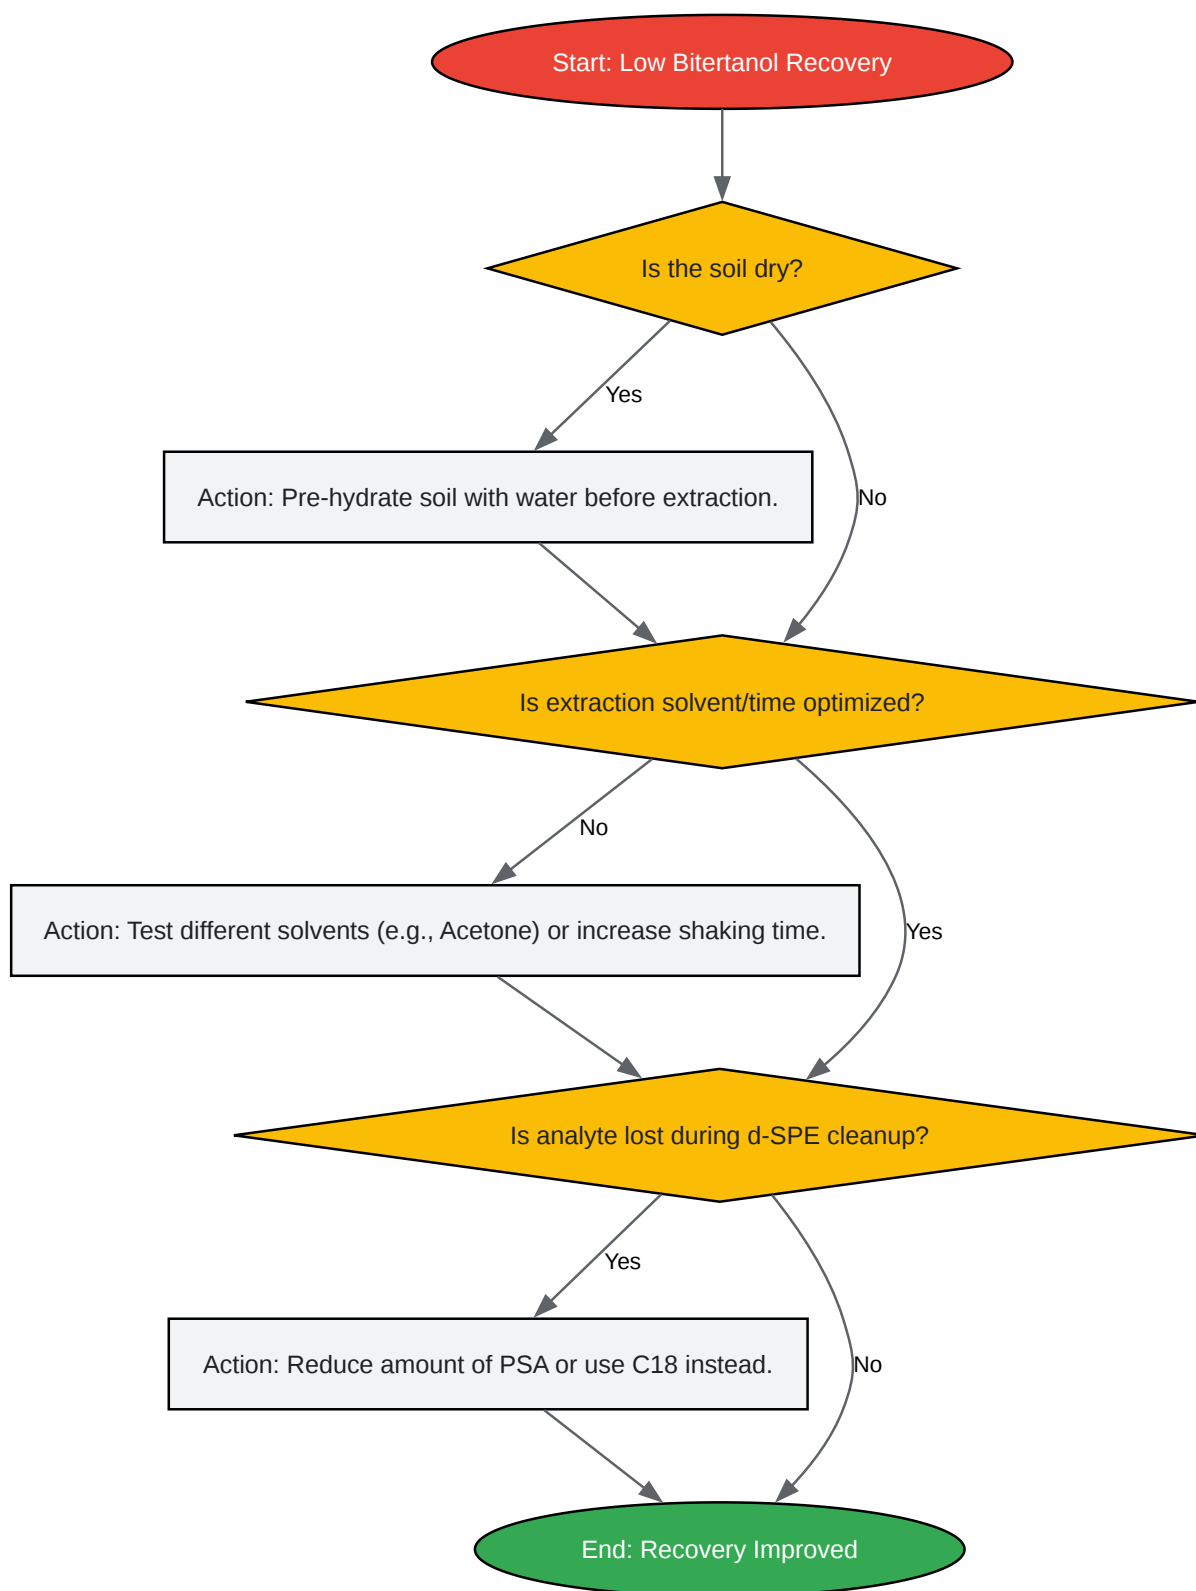 Start: Low Bitertanol Recovery
Is the soil dry?
Yes
Action: Pre-hydrate soil with water before extraction.
No
Is extraction solvent/time optimized?
No
Action: Test different solvents (e.g., Acetone) or increase shaking time.
Yes
Is analyte lost during d-SPE cleanup?
Yes
Action: Reduce amount of PSA or use C18 instead.
No
End: Recovery Improved